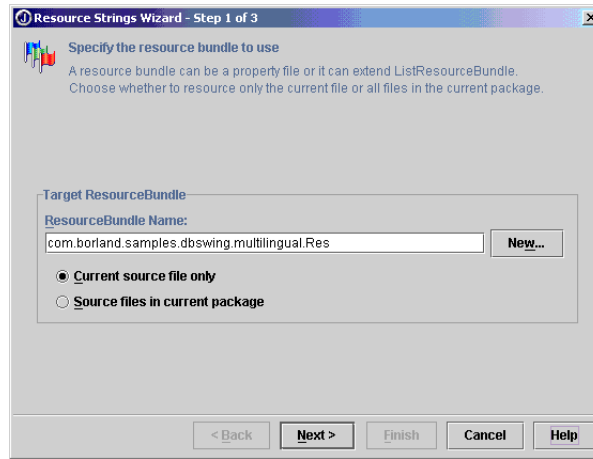 Resource Strings Wizard - Step 1 of 3
Specify the resource bundle to use
A resource bundle can be a property file or it can extend ListResourceBundle.
Choose whether to resource only the current file or all files in the current package.
Target ResourceBundle
ResourceBundle Name:
com.borland.samples.dbswing.multilingual.Res
New...
Current source file only
Source files in current package
< Back Next > Finish Cancel Help